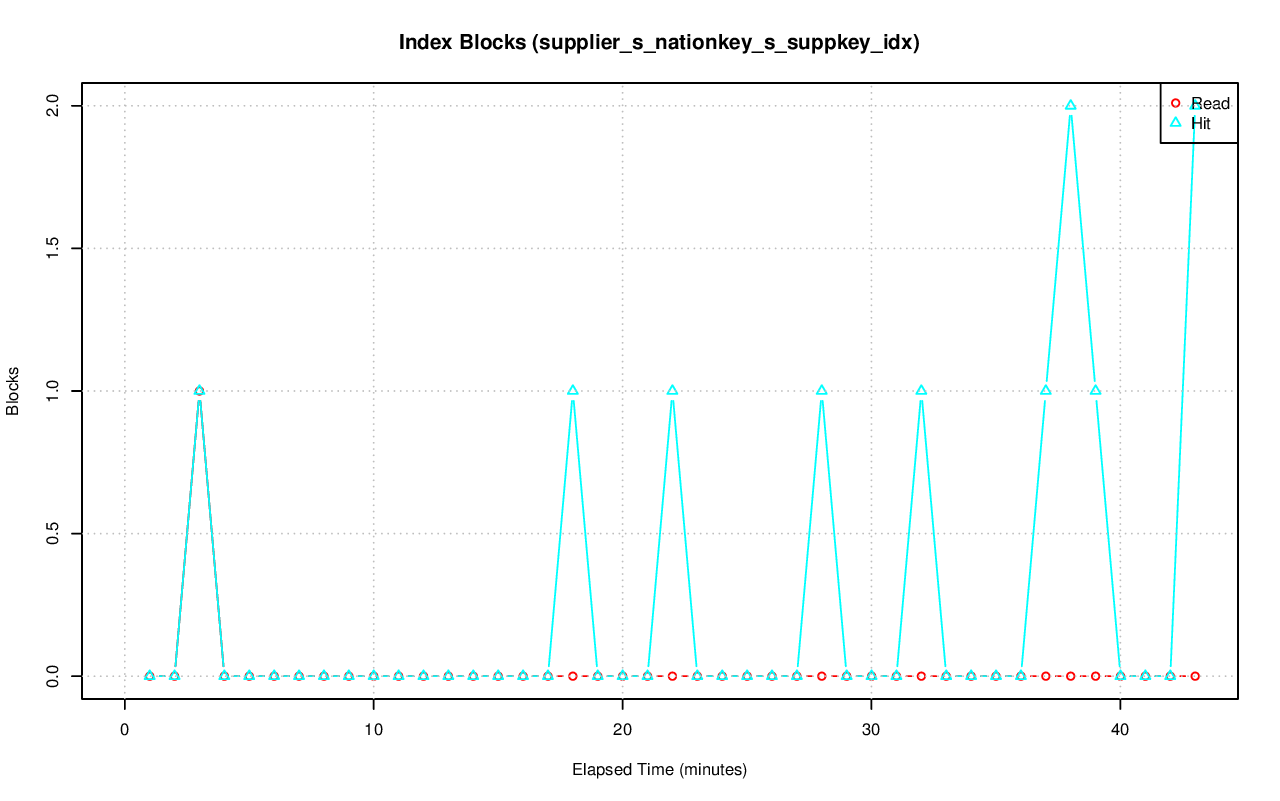 Index Blocks (supplier_s_nationkey_s_suppkey_idx)
Read
Hit
2.0
1.5
1.0
0.5
0.0
Blocks
0 10 20 30 40
Elapsed Time (minutes)